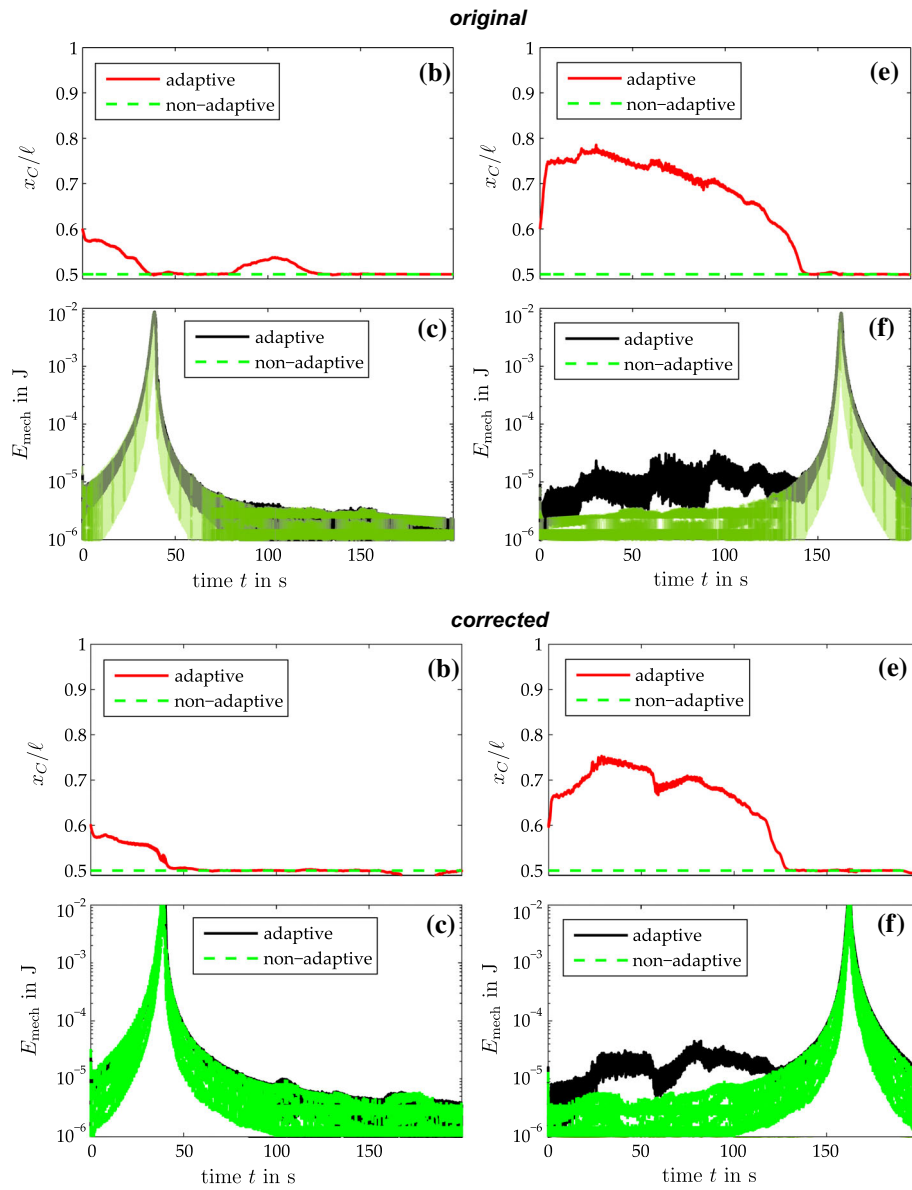 original
(b)
1
0.9
0.8
0.7
0.6
0.5
x_C/ℓ
adaptive
non−adaptive
(e)
1
0.9
0.8
0.7
0.6
0.5
x_C/ℓ
adaptive
non−adaptive
(c)
10^−2
10^−3
10^−4
10^−5
10^−6
E_mech in J
adaptive
non−adaptive
0 50 100 150
time t in s
(f)
10^−2
10^−3
10^−4
10^−5
10^−6
E_mech in J
adaptive
non−adaptive
0 50 100 150
time t in s
corrected
(b)
1
0.9
0.8
0.7
0.6
0.5
x_C/ℓ
adaptive
non−adaptive
(e)
1
0.9
0.8
0.7
0.6
0.5
x_C/ℓ
adaptive
non−adaptive
(c)
10^−2
10^−3
10^−4
10^−5
10^−6
E_mech in J
adaptive
non−adaptive
0 50 100 150
time t in s
(f)
10^−2
10^−3
10^−4
10^−5
10^−6
E_mech in J
adaptive
non−adaptive
0 50 100 150
time t in s